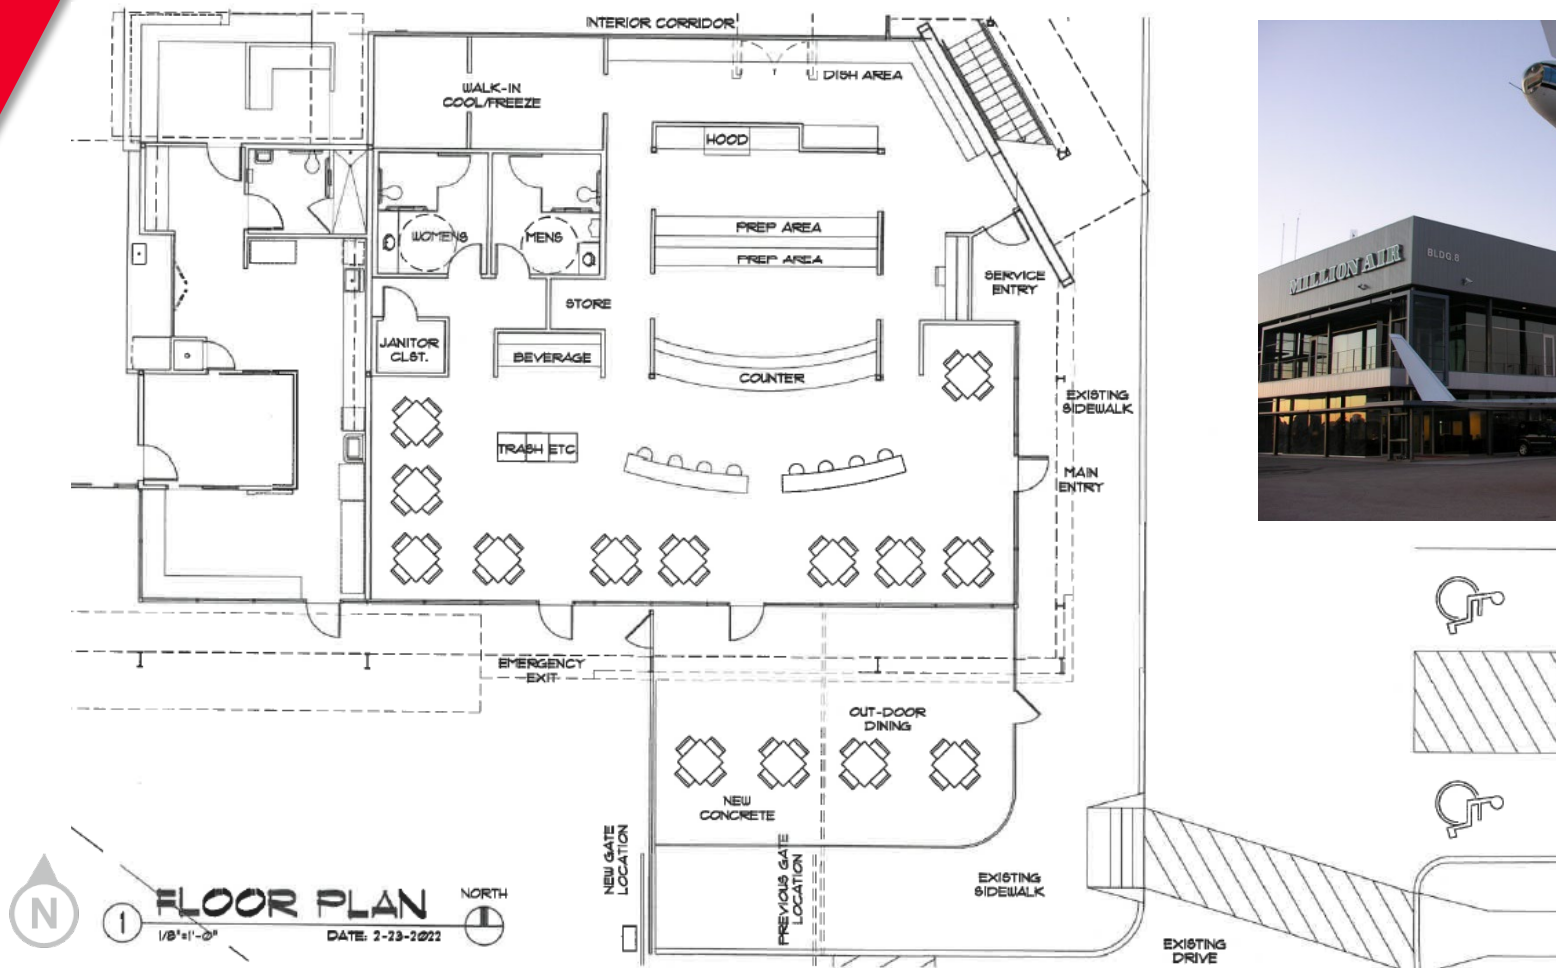 INTERIOR CORRIDOR
DISH AREA
WALK-IN
COOL/FREEZE
HOOD
WOMENS
MENS
PREP AREA
PREP AREA
SERVICE
ENTRY
STORE
JANITOR
CLST.
BEVERAGE
COUNTER
EXISTING
SIDEWALK
TRASH ETC
MAIN
ENTRY
EMERGENCY
EXIT
OUT-DOOR
DINING
NEW
CONCRETE
NEW GATE
LOCATION
PREVIOUS GATE
LOCATION
EXISTING
SIDEWALK
EXISTING
DRIVE
N
1
FLOOR PLAN
1/8"=1'-0"
DATE: 2-23-2022
NORTH
MILLION AIR
BLDG.8